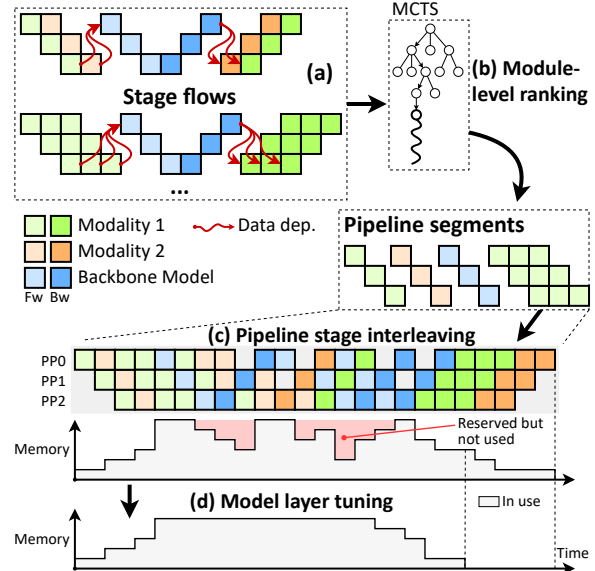 MCTS
(a)
(b) Module-
level ranking
Stage flows
...
Modality 1
Data dep.
Modality 2
Backbone Model
Fw Bw
Pipeline segments
(c) Pipeline stage interleaving
PP0
PP1
PP2
Reserved but
not used
Memory
In use
(d) Model layer tuning
Memory
Time